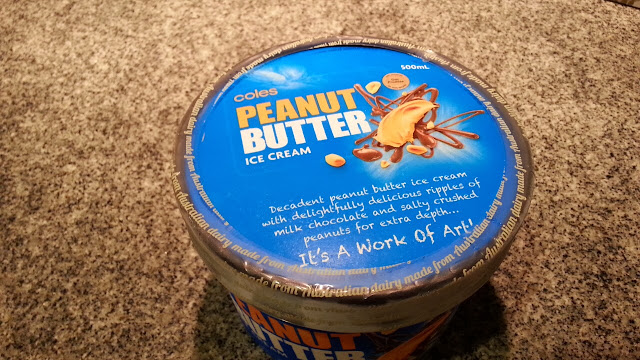 coles
500mL
PEANUT
BUTTER
ICE CREAM
Decadent peanut butter ice cream
with delightfully delicious ripples of
milk chocolate and salty crushed
peanuts for extra depth...
It's A Work Of Art!
made from Australian dairy made from Australian dairy made from Australian dairy
PEANUT
BUTTER